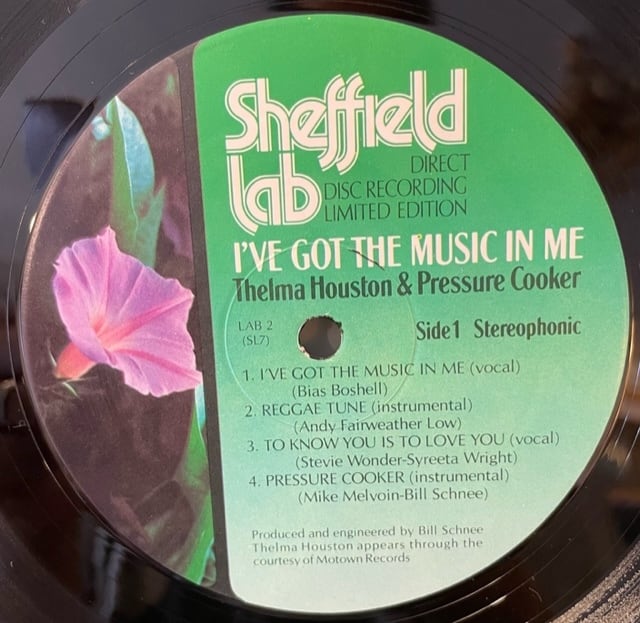 Sheffield
Lab
DIRECT
DISC RECORDING
LIMITED EDITION
I'VE GOT THE MUSIC IN ME
Thelma Houston & Pressure Cooker
LAB 2
(SL7)
Side 1 Stereophonic
1. I'VE GOT THE MUSIC IN ME (vocal)
(Bias Boshell)
2. REGGAE TUNE (instrumental)
(Andy Fairweather Low)
3. TO KNOW YOU IS TO LOVE YOU (vocal)
(Stevie Wonder-Syreeta Wright)
4. PRESSURE COOKER (instrumental)
(Mike Melvoin-Bill Schnee)
Produced and engineered by Bill Schnee
Thelma Houston appears through the
courtesy of Motown Records